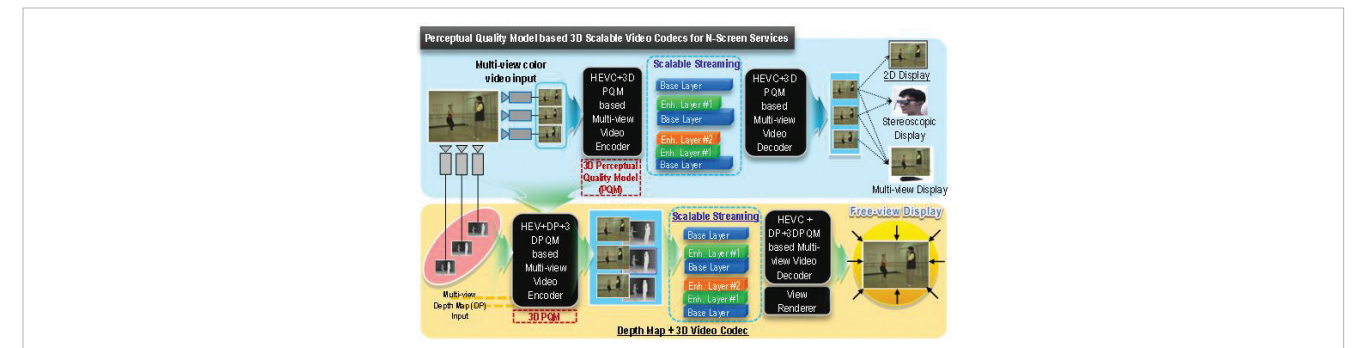 Perceptual Quality Model based 3D Scalable Video Codecs for N-Screen Services
Multi-view color
video input
HEVC+3D
PQM
based
Multi-view
Video
Encoder
3D Perceptual
Quality Model
(PQM)
Scalable Streaming
Base Layer
Enh. Layer #1
Base Layer
Enh. Layer #2
Enh. Layer #1
Base Layer
HEVC+3D
PQM
based
Multi-view
Video
Decoder
2D Display
Stereoscopic
Display
Multi-view Display
Multi-view
Depth Map (DP)
Input
HEV+DP+3
DPQM
based
Multi-view
Video
Encoder
3D PQM
Scalable Streaming
Base Layer
Enh. Layer #1
Base Layer
Enh. Layer #2
Enh. Layer #1
Base Layer
HEVC +
DP+3DPQM
based Multi-
view Video
Decoder
View
Renderer
Free-view Display
Depth Map + 3D Video Codec